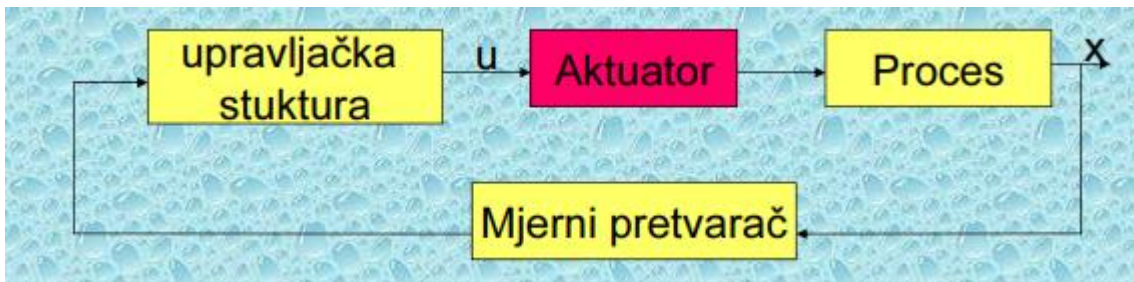 upravljačka
stuktura
u
Aktuator
Proces
x
Mjerni pretvarač